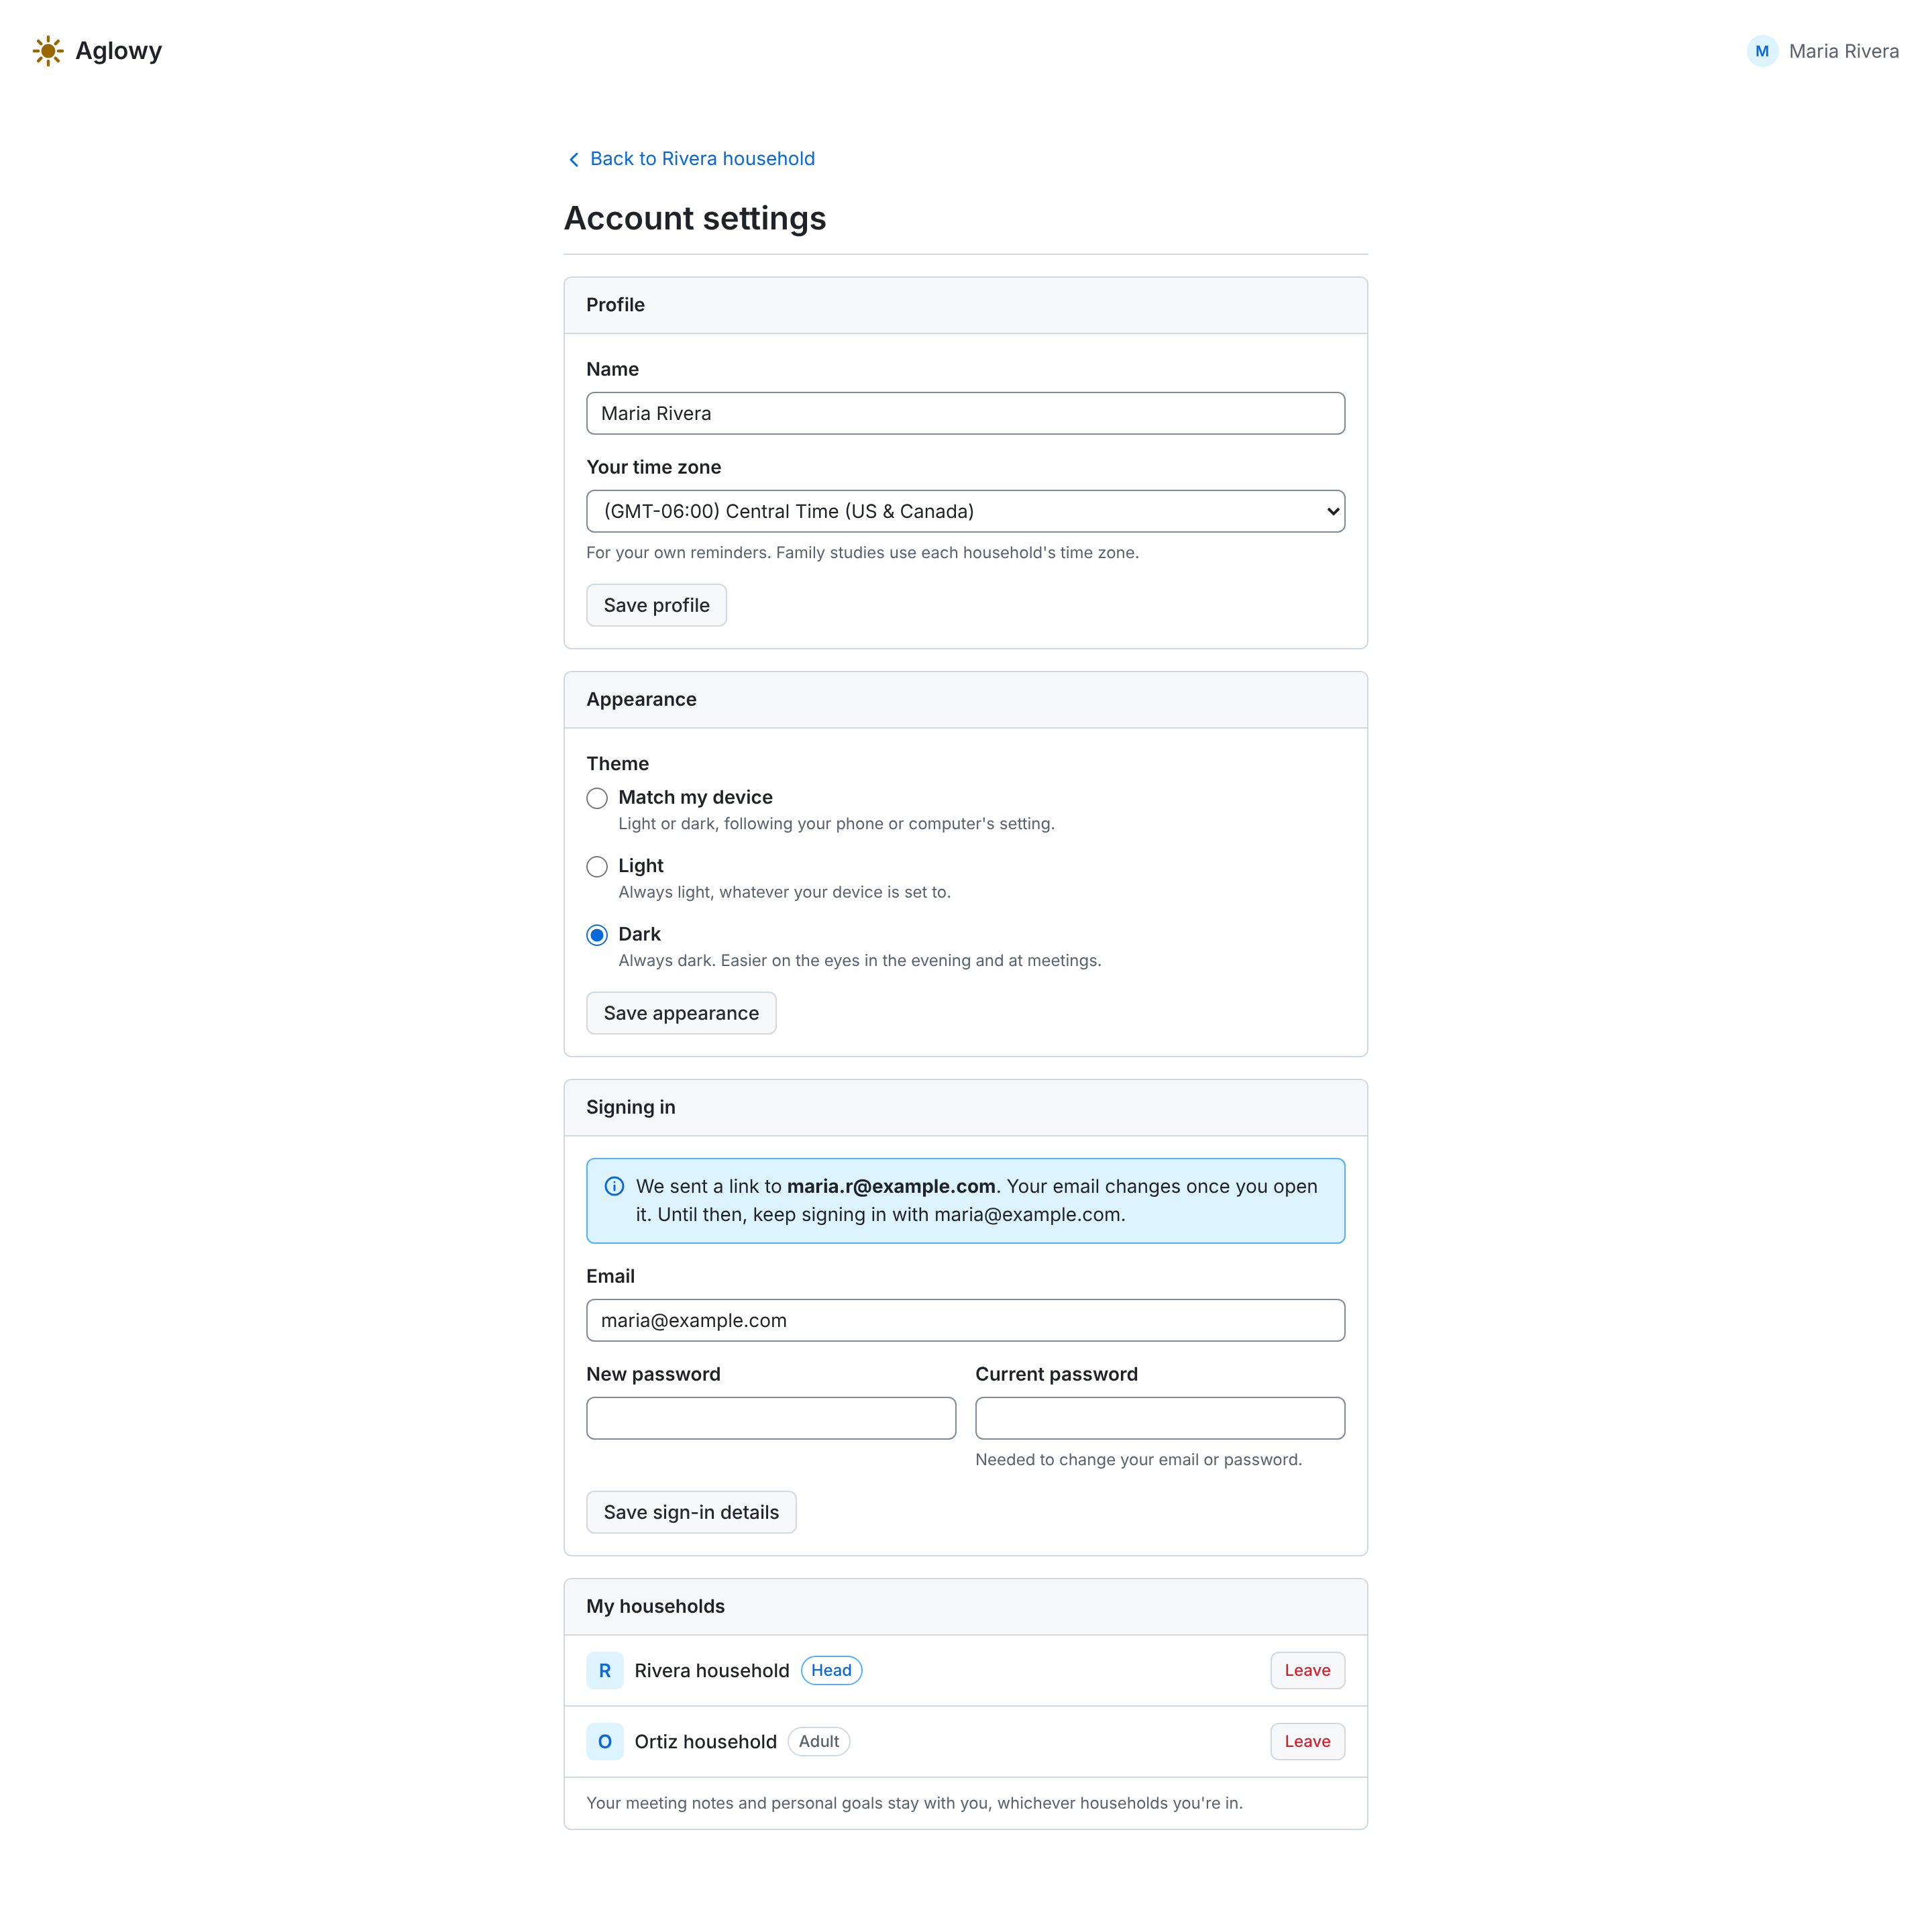 Aglowy
M Maria Rivera
Back to Rivera household
Account settings
Profile
Name
Maria Rivera
Your time zone
(GMT-06:00) Central Time (US & Canada)
For your own reminders. Family studies use each household's time zone.
Save profile
Appearance
Theme
Match my device
Light or dark, following your phone or computer's setting.
Light
Always light, whatever your device is set to.
Dark
Always dark. Easier on the eyes in the evening and at meetings.
Save appearance
Signing in
We sent a link to maria.r@example.com. Your email changes once you open
it. Until then, keep signing in with maria@example.com.
Email
maria@example.com
New password
Current password
Needed to change your email or password.
Save sign-in details
My households
R Rivera household Head Leave
O Ortiz household Adult Leave
Your meeting notes and personal goals stay with you, whichever households you're in.